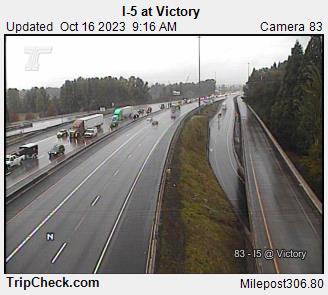 I-5 at Victory
Updated Oct 16 2023 9:16 AM Camera 83
N
83 - I5 @ Victory
TripCheck.com Milepost306.80